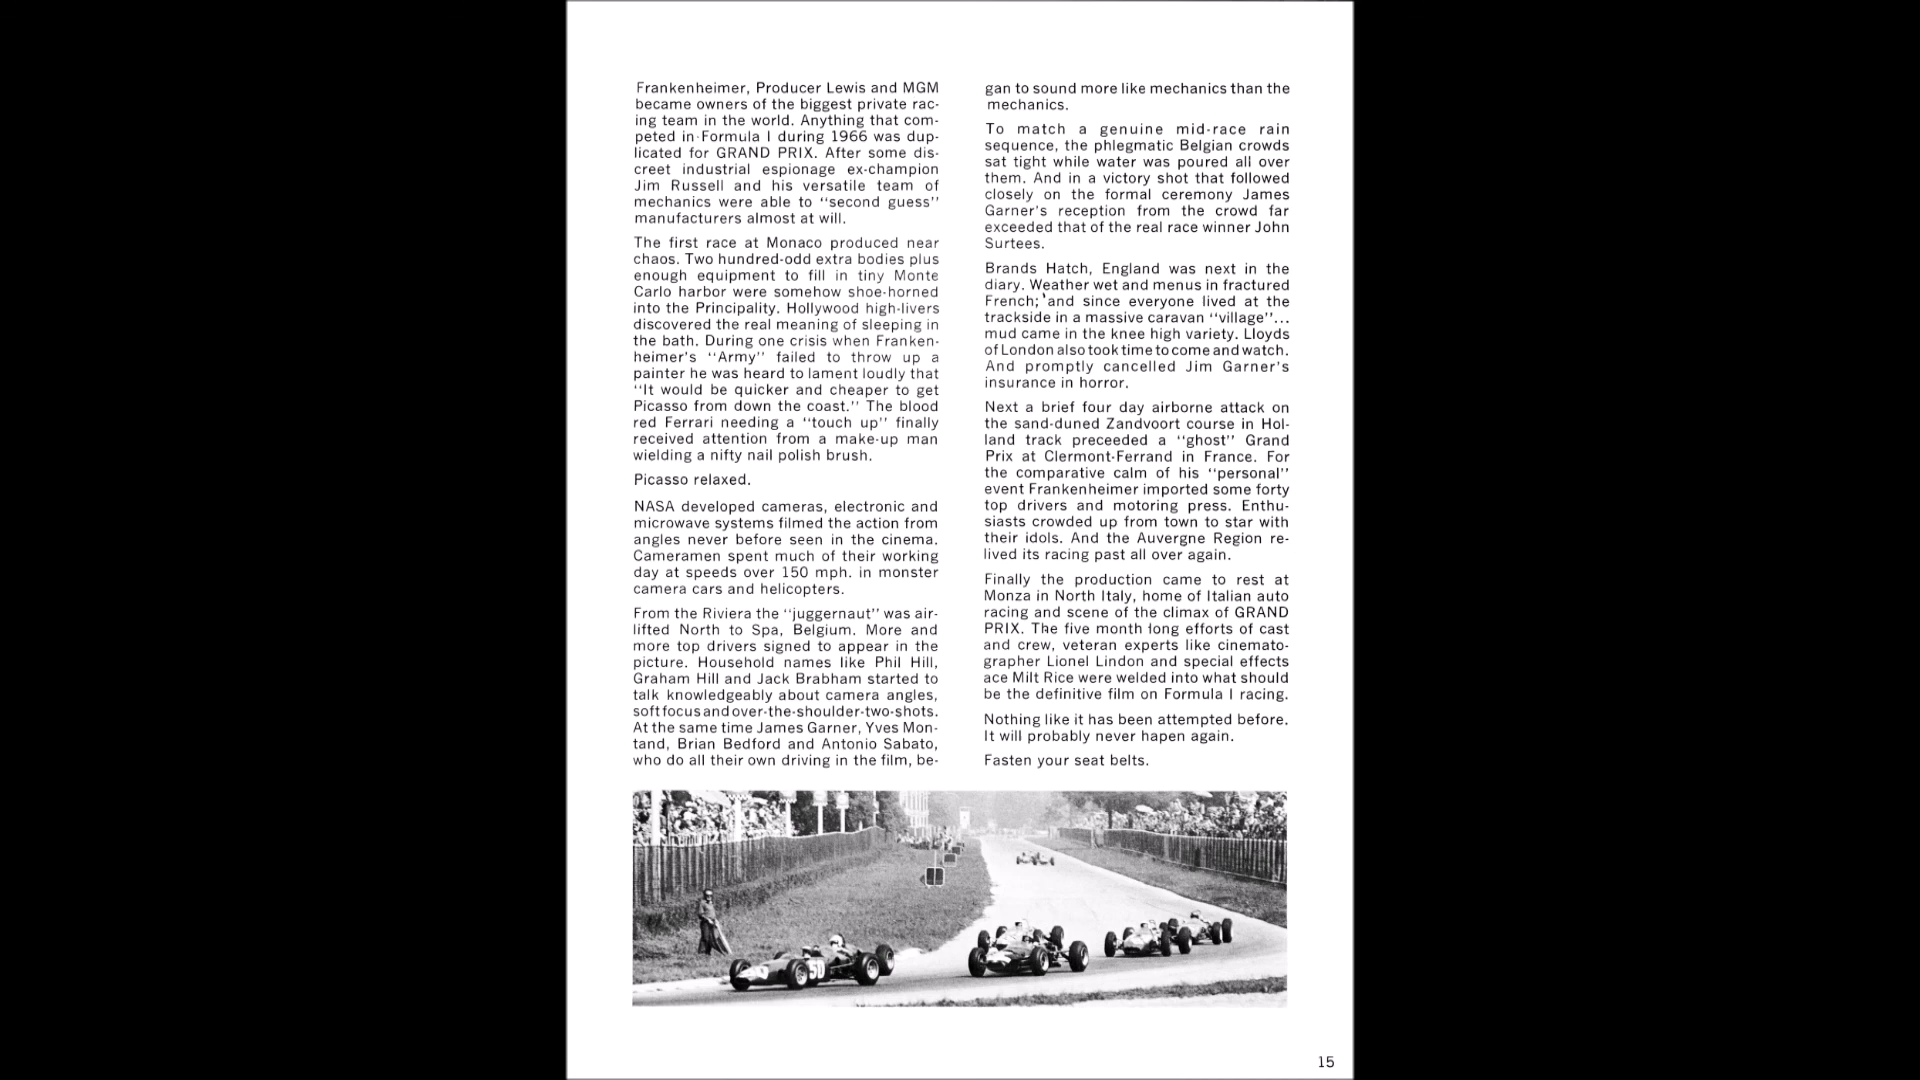 Frankenheimer, Producer Lewis and MGM
became owners of the biggest private rac-
ing team in the world. Anything that com-
peted in Formula I during 1966 was dup-
licated for GRAND PRIX. After some dis-
creet industrial espionage ex-champion
Jim Russell and his versatile team of
mechanics were able to “second guess”
manufacturers almost at will.
The first race at Monaco produced near
chaos. Two hundred-odd extra bodies plus
enough equipment to fill in tiny Monte
Carlo harbor were somehow shoe-horned
into the Principality. Hollywood high-livers
discovered the real meaning of sleeping in
the bath. During one crisis when Franken-
heimer's “Army” failed to throw up a
painter he was heard to lament loudly that
“It would be quicker and cheaper to get
Picasso from down the coast.” The blood
red Ferrari needing a “touch up” finally
received attention from a make-up man
wielding a nifty nail polish brush.
Picasso relaxed.
NASA developed cameras, electronic and
microwave systems filmed the action from
angles never before seen in the cinema.
Cameramen spent much of their working
day at speeds over 150 mph. in monster
camera cars and helicopters.
From the Riviera the “juggernaut” was air-
lifted North to Spa, Belgium. More and
more top drivers signed to appear in the
picture. Household names like Phil Hill,
Graham Hill and Jack Brabham started to
talk knowledgeably about camera angles,
soft focus and over-the-shoulder-two-shots.
At the same time James Garner, Yves Mon-
tand, Brian Bedford and Antonio Sabato,
who do all their own driving in the film, be-
gan to sound more like mechanics than the
mechanics.
To match a genuine mid-race rain
sequence, the phlegmatic Belgian crowds
sat tight while water was poured all over
them. And in a victory shot that followed
closely on the formal ceremony James
Garner's reception from the crowd far
exceeded that of the real race winner John
Surtees.
Brands Hatch, England was next in the
diary. Weather wet and menus in fractured
French; and since everyone lived at the
trackside in a massive caravan “village”...
mud came in the knee high variety. Lloyds
of London also took time to come and watch.
And promptly cancelled Jim Garner's
insurance in horror.
Next a brief four day airborne attack on
the sand-duned Zandvoort course in Hol-
land track preceeded a “ghost” Grand
Prix at Clermont-Ferrand in France. For
the comparative calm of his “personal”
event Frankenheimer imported some forty
top drivers and motoring press. Enthu-
siasts crowded up from town to star with
their idols. And the Auvergne Region re-
lived its racing past all over again.
Finally the production came to rest at
Monza in North Italy, home of Italian auto
racing and scene of the climax of GRAND
PRIX. The five month long efforts of cast
and crew, veteran experts like cinemato-
grapher Lionel Lindon and special effects
ace Milt Rice were welded into what should
be the definitive film on Formula I racing.
Nothing like it has been attempted before.
It will probably never hapen again.
Fasten your seat belts.
50
15